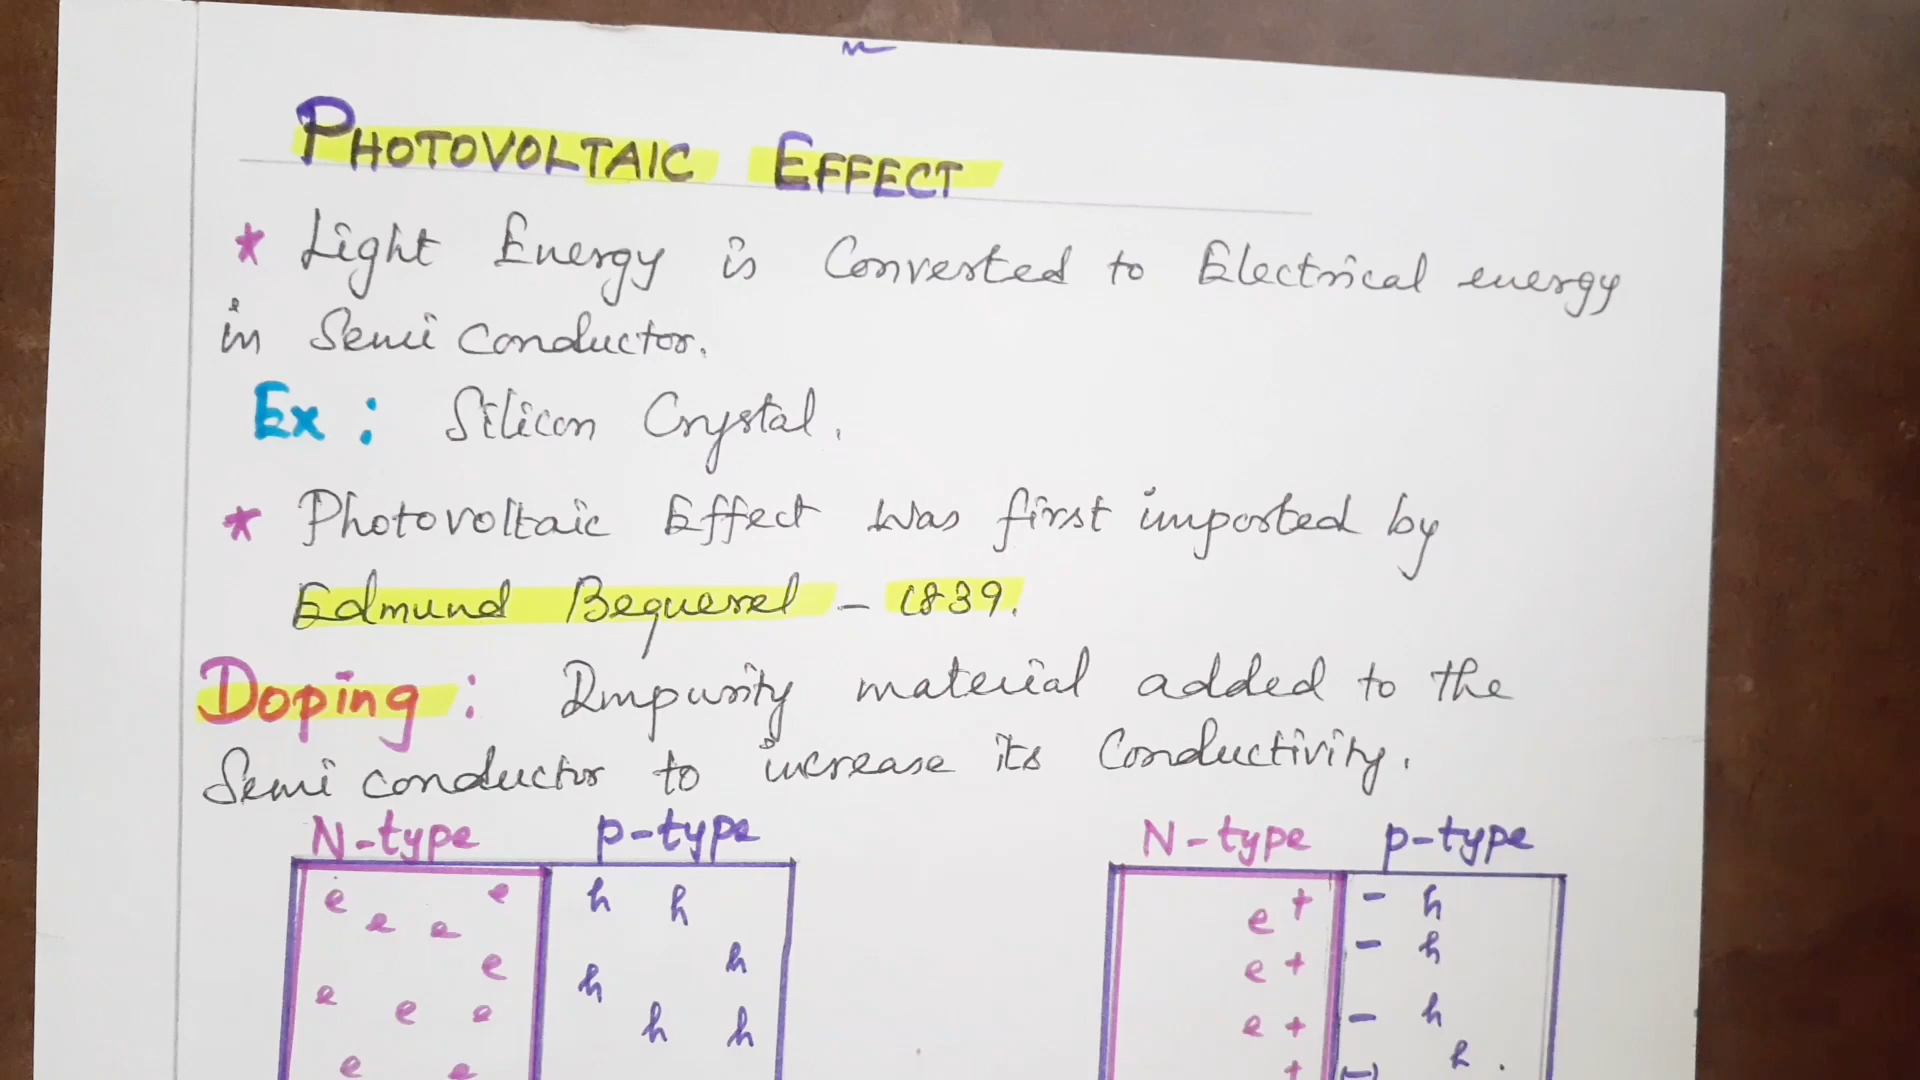 PHOTOVOLTAIC EFFECT
* Light Energy is Converted to Electrical energy
in Semi conductor.
Ex : Silicon Crystal.
* Photovoltaic Effect was first imported by
Edmund Bequerrel - 1839.
Doping : Impurity material added to the
Semi conductor to increase its Conductivity.
N-type p-type N-type p-type
e e h h e + - h
e e
e h e + - h
e e e h e + - h
h h h
e e + (-)